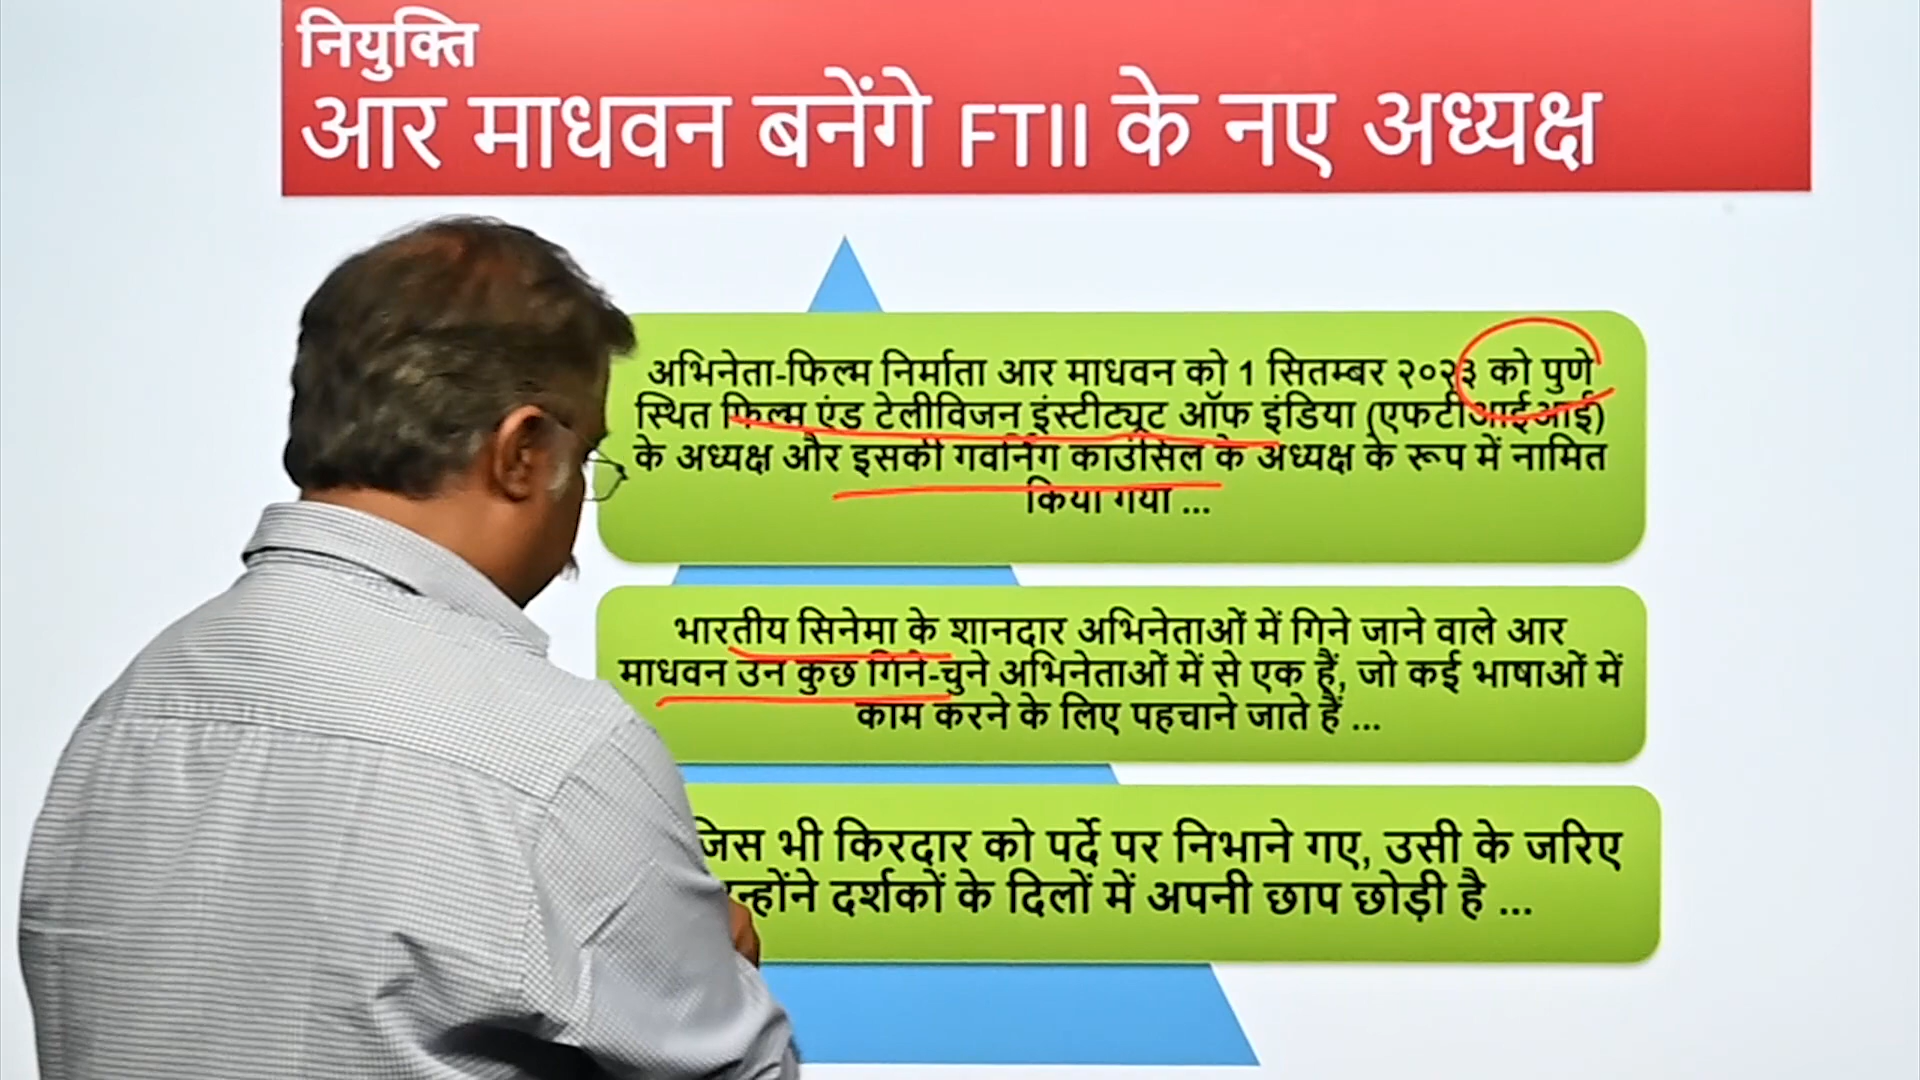 नियुक्ति
आर माधवन बनेंगे FTII के नए अध्यक्ष
अभिनेता-फिल्म निर्माता आर माधवन को 1 सितम्बर २०२३ को पुणे
स्थित फिल्म एंड टेलीविजन इंस्टीट्यूट ऑफ इंडिया (एफटीआईआई)
के अध्यक्ष और इसकी गवर्निंग काउंसिल के अध्यक्ष के रूप में नामित
किया गया ...
भारतीय सिनेमा के शानदार अभिनेताओं में गिने जाने वाले आर
माधवन उन कुछ गिने-चुने अभिनेताओं में से एक हैं, जो कई भाषाओं में
काम करने के लिए पहचाने जाते हैं ...
जिस भी किरदार को पर्दे पर निभाने गए, उसी के जरिए
न्होंने दर्शकों के दिलों में अपनी छाप छोड़ी है ...